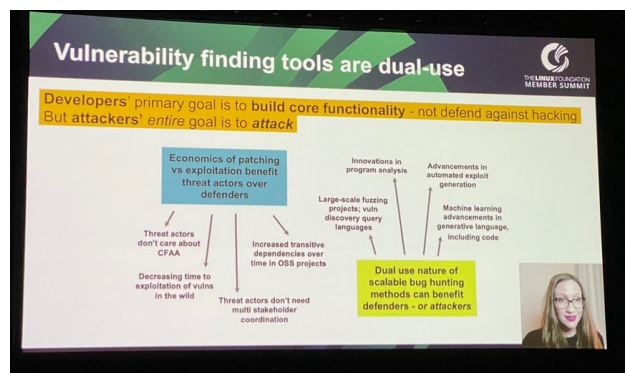 Vulnerability finding tools are dual-use
THE LINUX FOUNDATION
MEMBER SUMMIT
Developers' primary goal is to build core functionality - not defend against hacking
But attackers' entire goal is to attack
Economics of patching
vs exploitation benefit
threat actors over
defenders
Threat actors
don't care about
CFAA
Decreasing time to
exploitation of vulns
in the wild
Threat actors don't need
multi stakeholder
coordination
Increased transitive
dependencies over
time in OSS projects
Large-scale fuzzing
projects; vuln
discovery query
languages
Innovations in
program analysis
Advancements in
automated exploit
generation
Machine learning
advancements in
generative language,
including code
Dual use nature of
scalable bug hunting
methods can benefit
defenders - or attackers